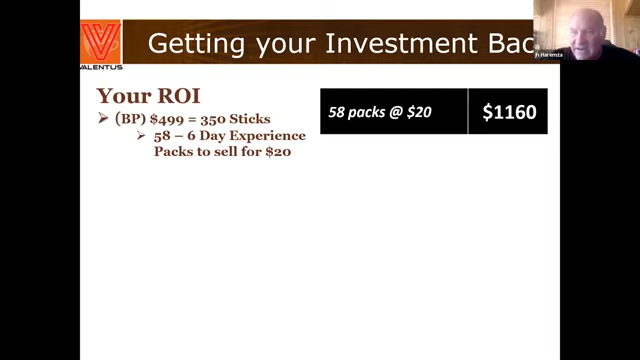 Getting your Investment Bac
VALENTUS
Haremza
Your ROI
(BP) $499 = 350 Sticks
58 – 6 Day Experience
Packs to sell for $20
58 packs @ $20
$1160